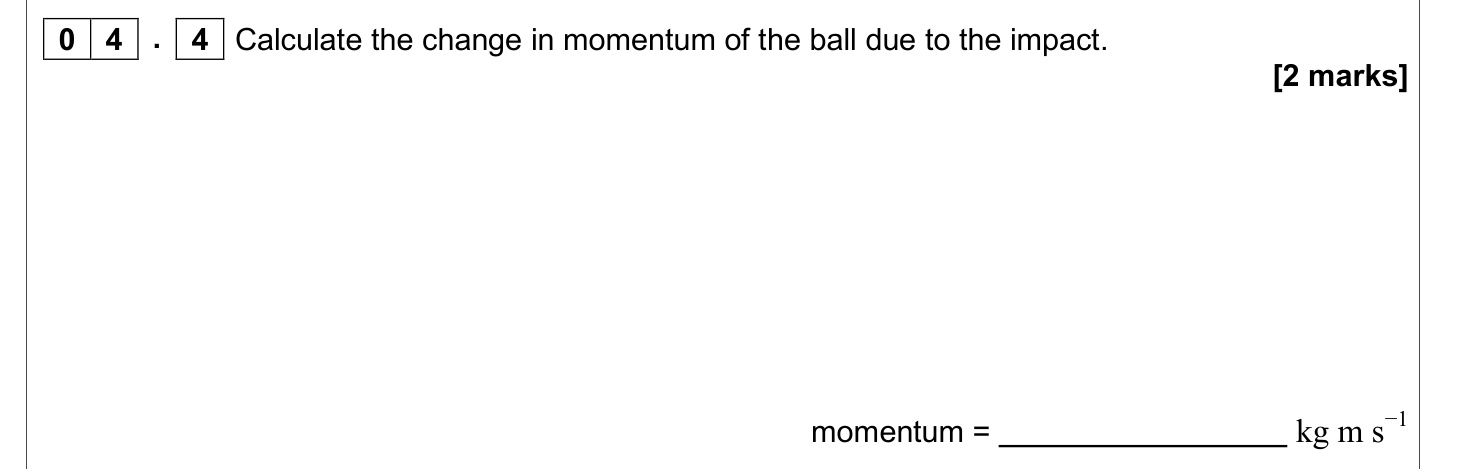 0 4 . 4 Calculate the change in momentum of the ball due to the impact.
[2 marks]
momentum = ____________________ kg m s⁻¹